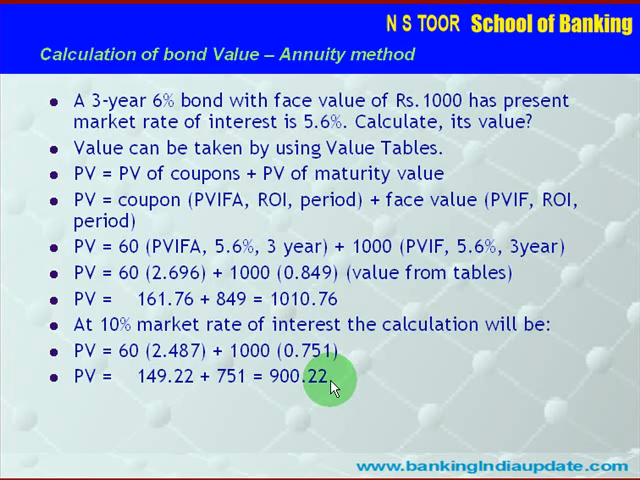 N S TOOR School of Banking
Calculation of bond Value – Annuity method
• A 3-year 6% bond with face value of Rs.1000 has present
market rate of interest is 5.6%. Calculate, its value?
• Value can be taken by using Value Tables.
• PV = PV of coupons + PV of maturity value
• PV = coupon (PVIFA, ROI, period) + face value (PVIF, ROI,
period)
• PV = 60 (PVIFA, 5.6%, 3 year) + 1000 (PVIF, 5.6%, 3year)
• PV = 60 (2.696) + 1000 (0.849) (value from tables)
• PV = 161.76 + 849 = 1010.76
• At 10% market rate of interest the calculation will be:
• PV = 60 (2.487) + 1000 (0.751)
• PV = 149.22 + 751 = 900.22
www.bankingIndiaupdate.com